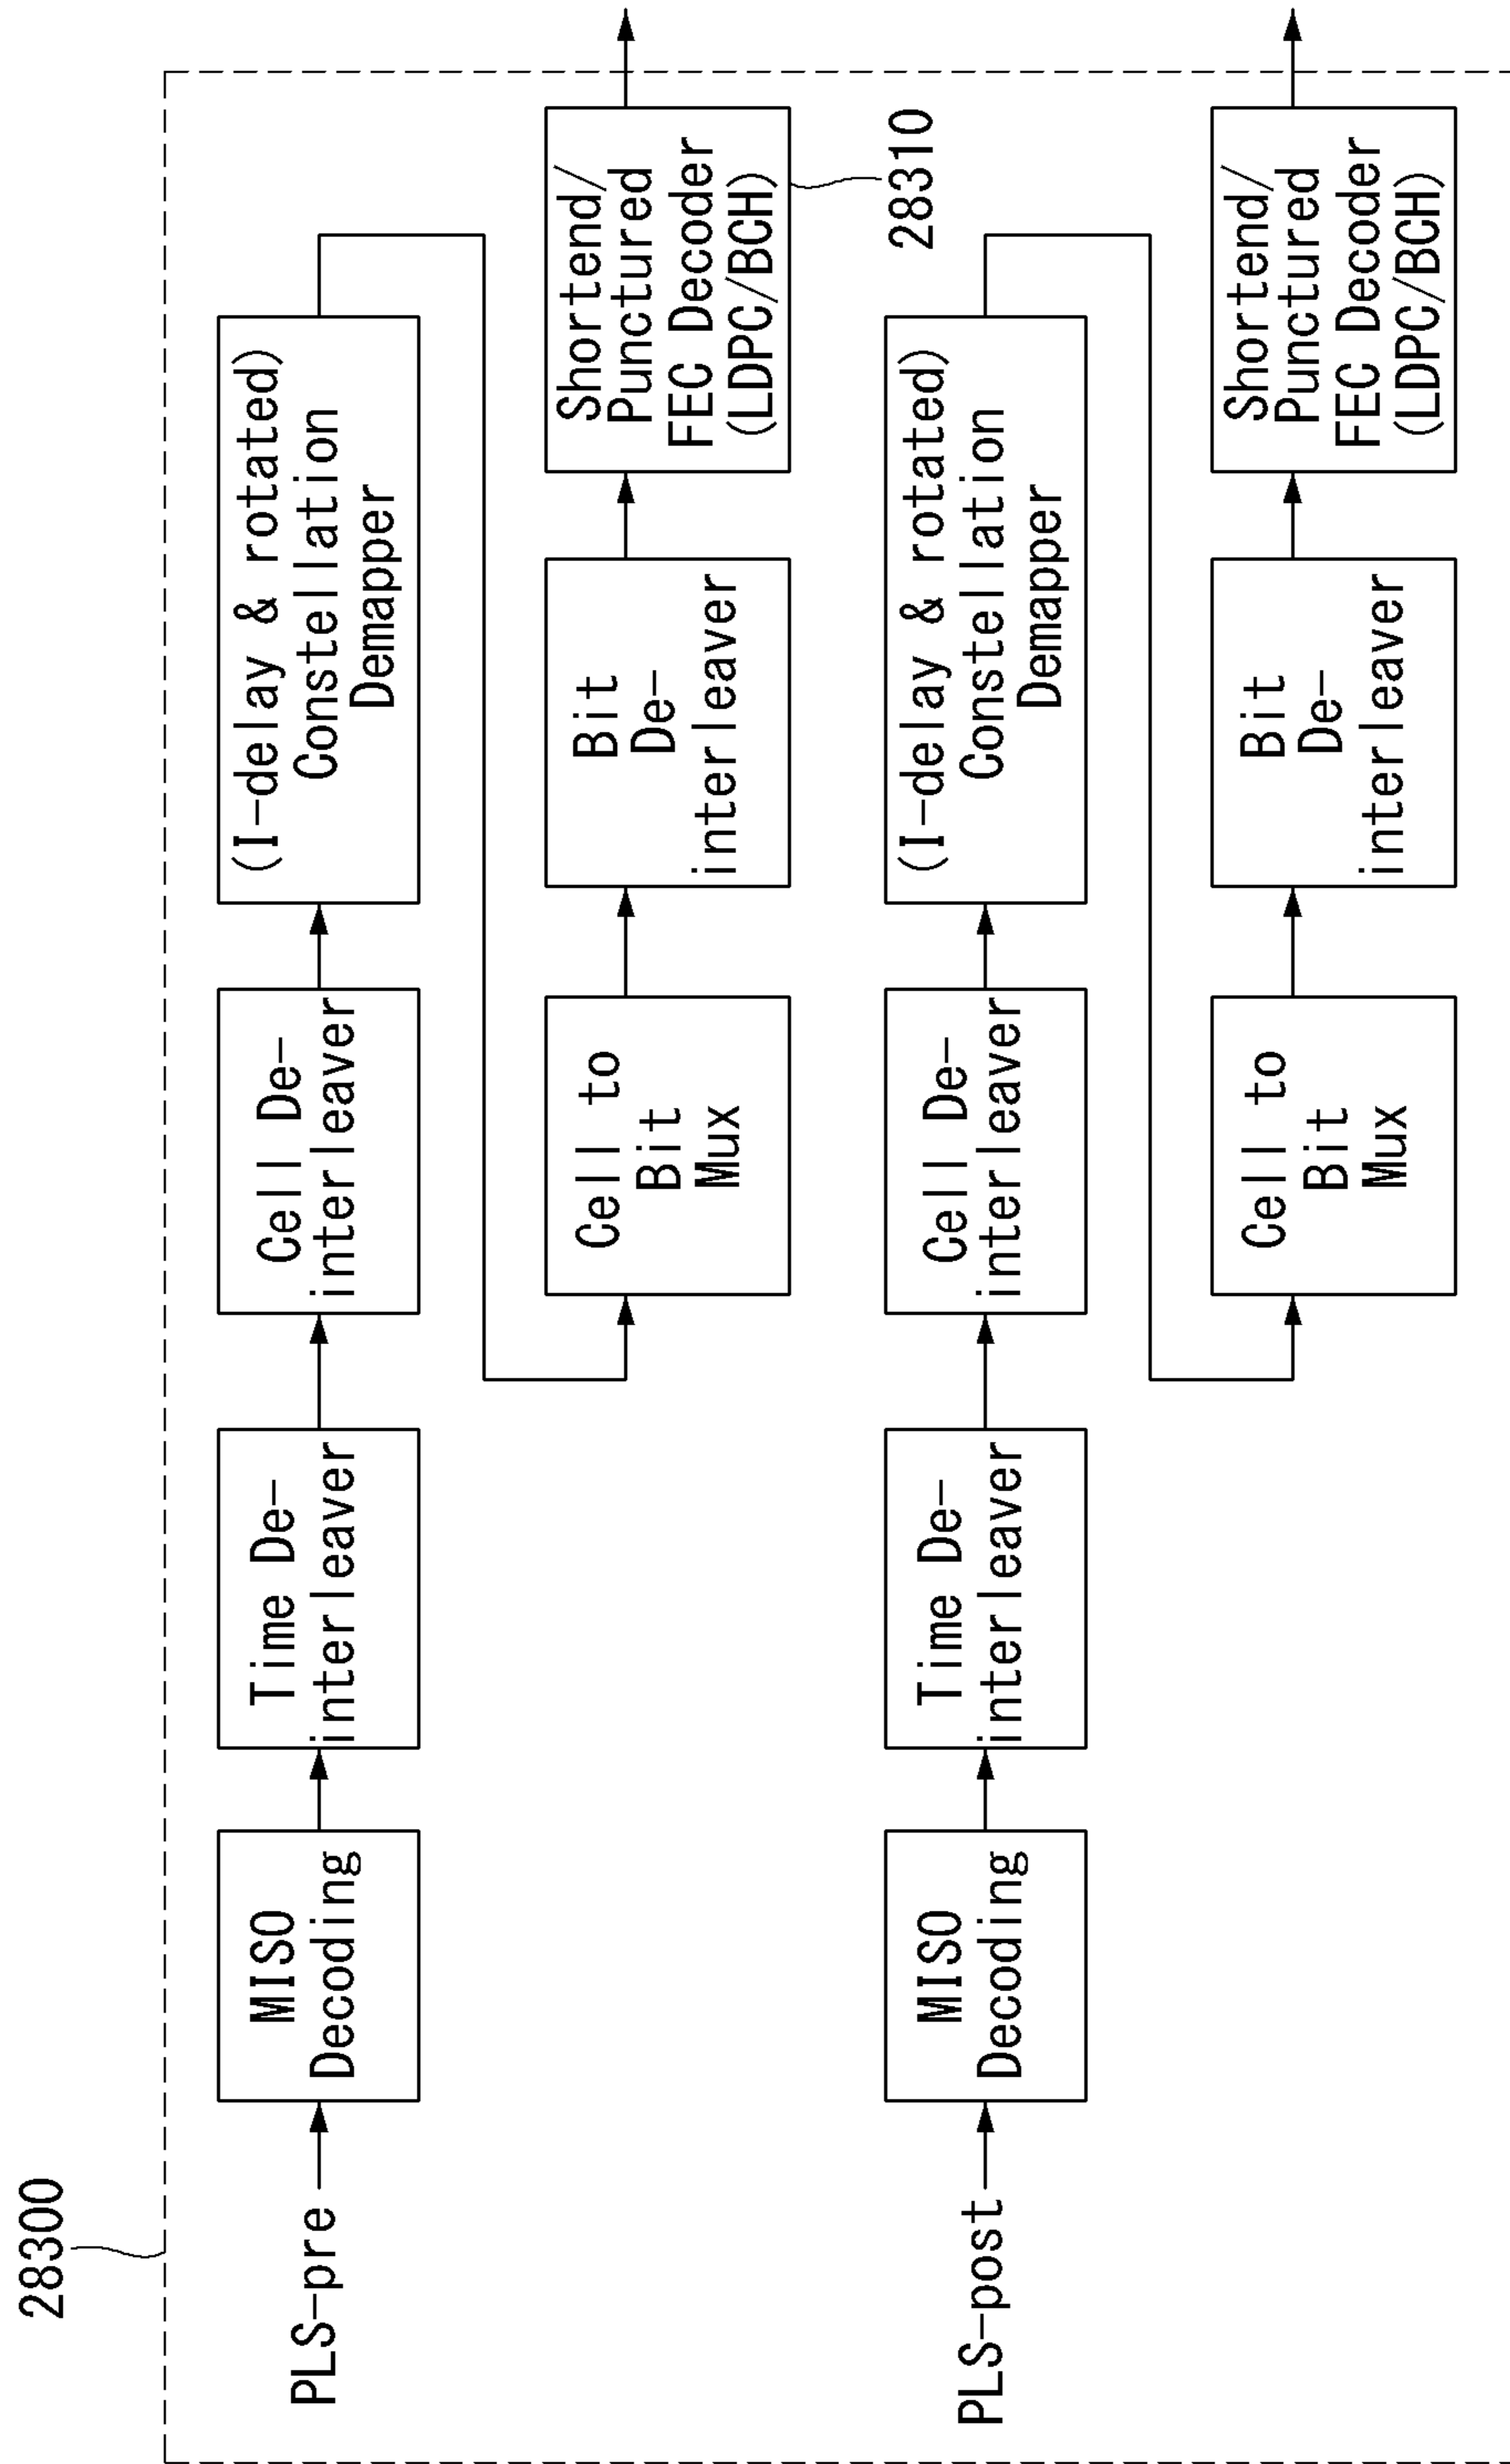 28300
PLS-pre
MISO
Decoding
Time De-
interleaver
Cell De-
interleaver
(I-delay & rotated)
Constellation
Demapper
Cell to
Bit
Mux
Bit
De-
interleaver
Shortend/
Punctured
FEC Decoder
(LDPC/BCH)
28310
PLS-post
MISO
Decoding
Time De-
interleaver
Cell De-
interleaver
(I-delay & rotated)
Constellation
Demapper
Cell to
Bit
Mux
Bit
De-
interleaver
Shortend/
Punctured
FEC Decoder
(LDPC/BCH)